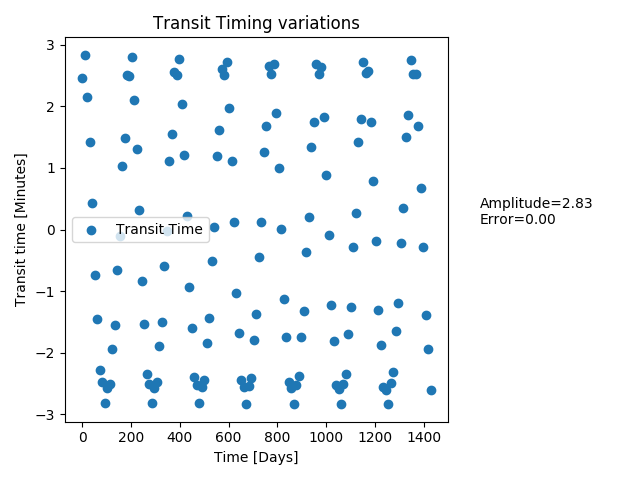 Transit Timing variations
3
2
1
0
−1
−2
−3
Transit time [Minutes]
Transit Time
0
200
400
600
800
1000
1200
1400
Time [Days]
Amplitude=2.83
Error=0.00